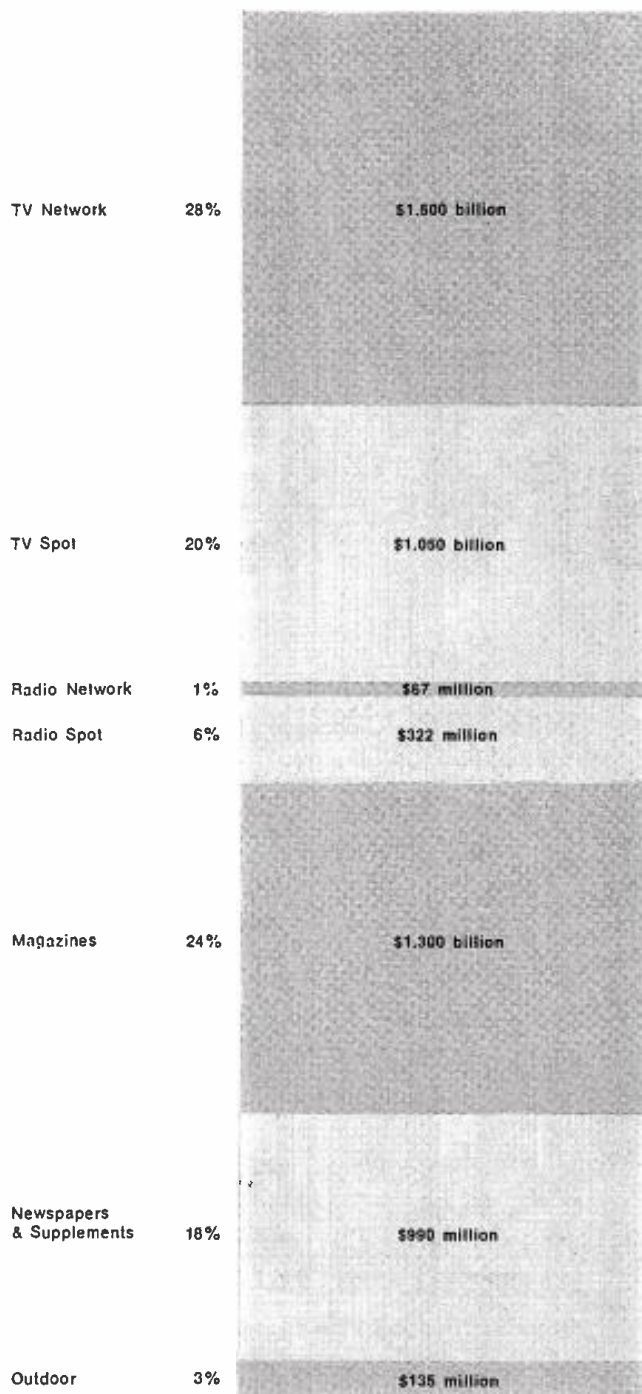 TV Network 28% $1.500 billion
TV Spot 20% $1.050 billion
Radio Network 1% $67 million
Radio Spot 6% $322 million
Magazines 24% $1.300 billion
Newspapers
& Supplements 18% $990 million
Outdoor 3% $135 million